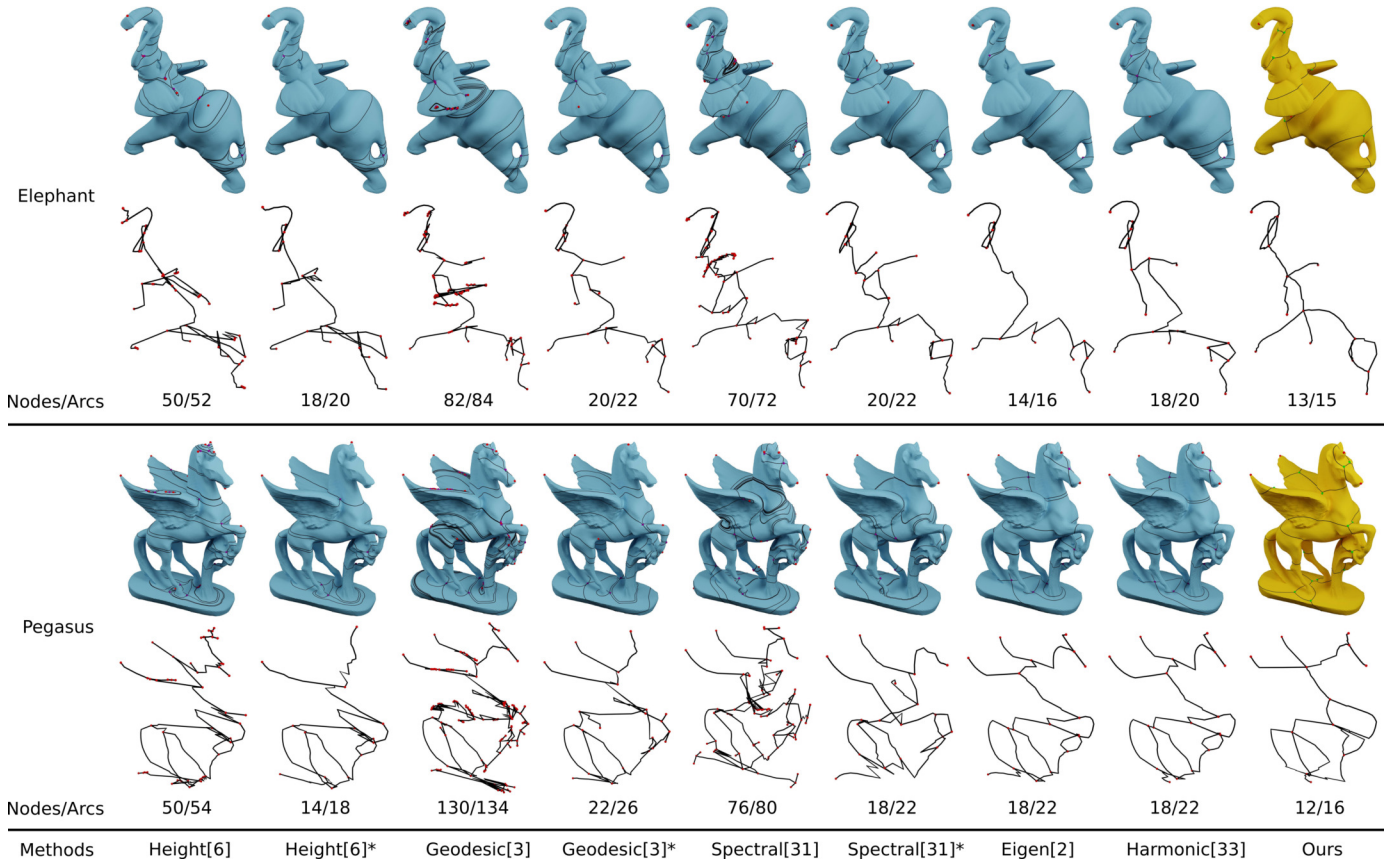 Elephant
Nodes/Arcs 50/52 18/20 82/84 20/22 70/72 20/22 14/16 18/20 13/15
Pegasus
Nodes/Arcs 50/54 14/18 130/134 22/26 76/80 18/22 18/22 18/22 12/16
Methods Height[6] Height[6]* Geodesic[3] Geodesic[3]* Spectral[31] Spectral[31]* Eigen[2] Harmonic[33] Ours